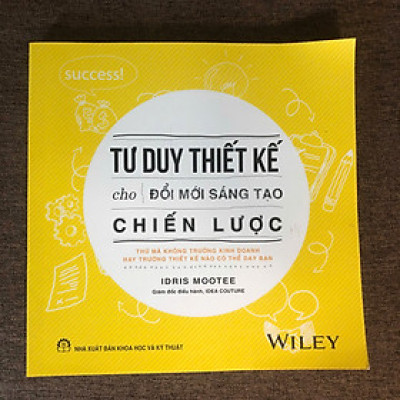 success!
TƯ DUY THIẾT KẾ
cho ĐỔI MỚI SÁNG TẠO
CHIẾN LƯỢC
THỨ MÀ KHÔNG TRƯỜNG KINH DOANH
HAY TRƯỜNG THIẾT KẾ NÀO CÓ THỂ DẠY BẠN
IDRIS MOOTEE
Giám đốc điều hành, IDEA COUTURE
NHÀ XUẤT BẢN KHOA HỌC VÀ KỸ THUẬT
WILEY